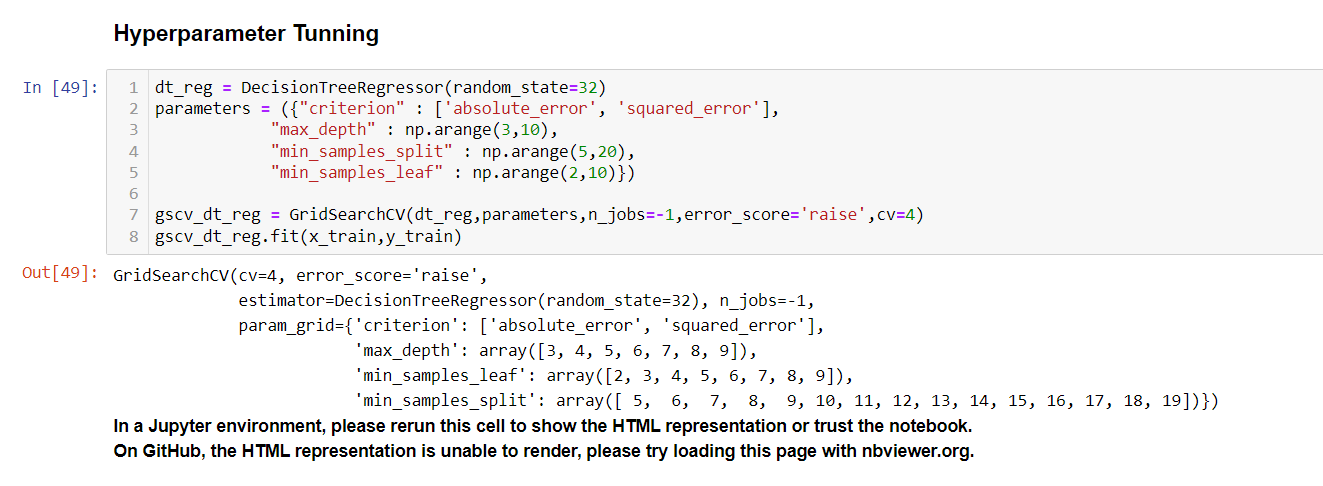 Hyperparameter Tunning
In [49]:
1 dt_reg = DecisionTreeRegressor(random_state=32)
2 parameters = ({"criterion" : ['absolute_error', 'squared_error'],
3             "max_depth" : np.arange(3,10),
4             "min_samples_split" : np.arange(5,20),
5             "min_samples_leaf" : np.arange(2,10)})
6
7 gscv_dt_reg = GridSearchCV(dt_reg,parameters,n_jobs=-1,error_score='raise',cv=4)
8 gscv_dt_reg.fit(x_train,y_train)
Out[49]: GridSearchCV(cv=4, error_score='raise',
             estimator=DecisionTreeRegressor(random_state=32), n_jobs=-1,
             param_grid={'criterion': ['absolute_error', 'squared_error'],
                         'max_depth': array([3, 4, 5, 6, 7, 8, 9]),
                         'min_samples_leaf': array([2, 3, 4, 5, 6, 7, 8, 9]),
                         'min_samples_split': array([ 5,  6,  7,  8,  9, 10, 11, 12, 13, 14, 15, 16, 17, 18, 19])})
In a Jupyter environment, please rerun this cell to show the HTML representation or trust the notebook.
On GitHub, the HTML representation is unable to render, please try loading this page with nbviewer.org.